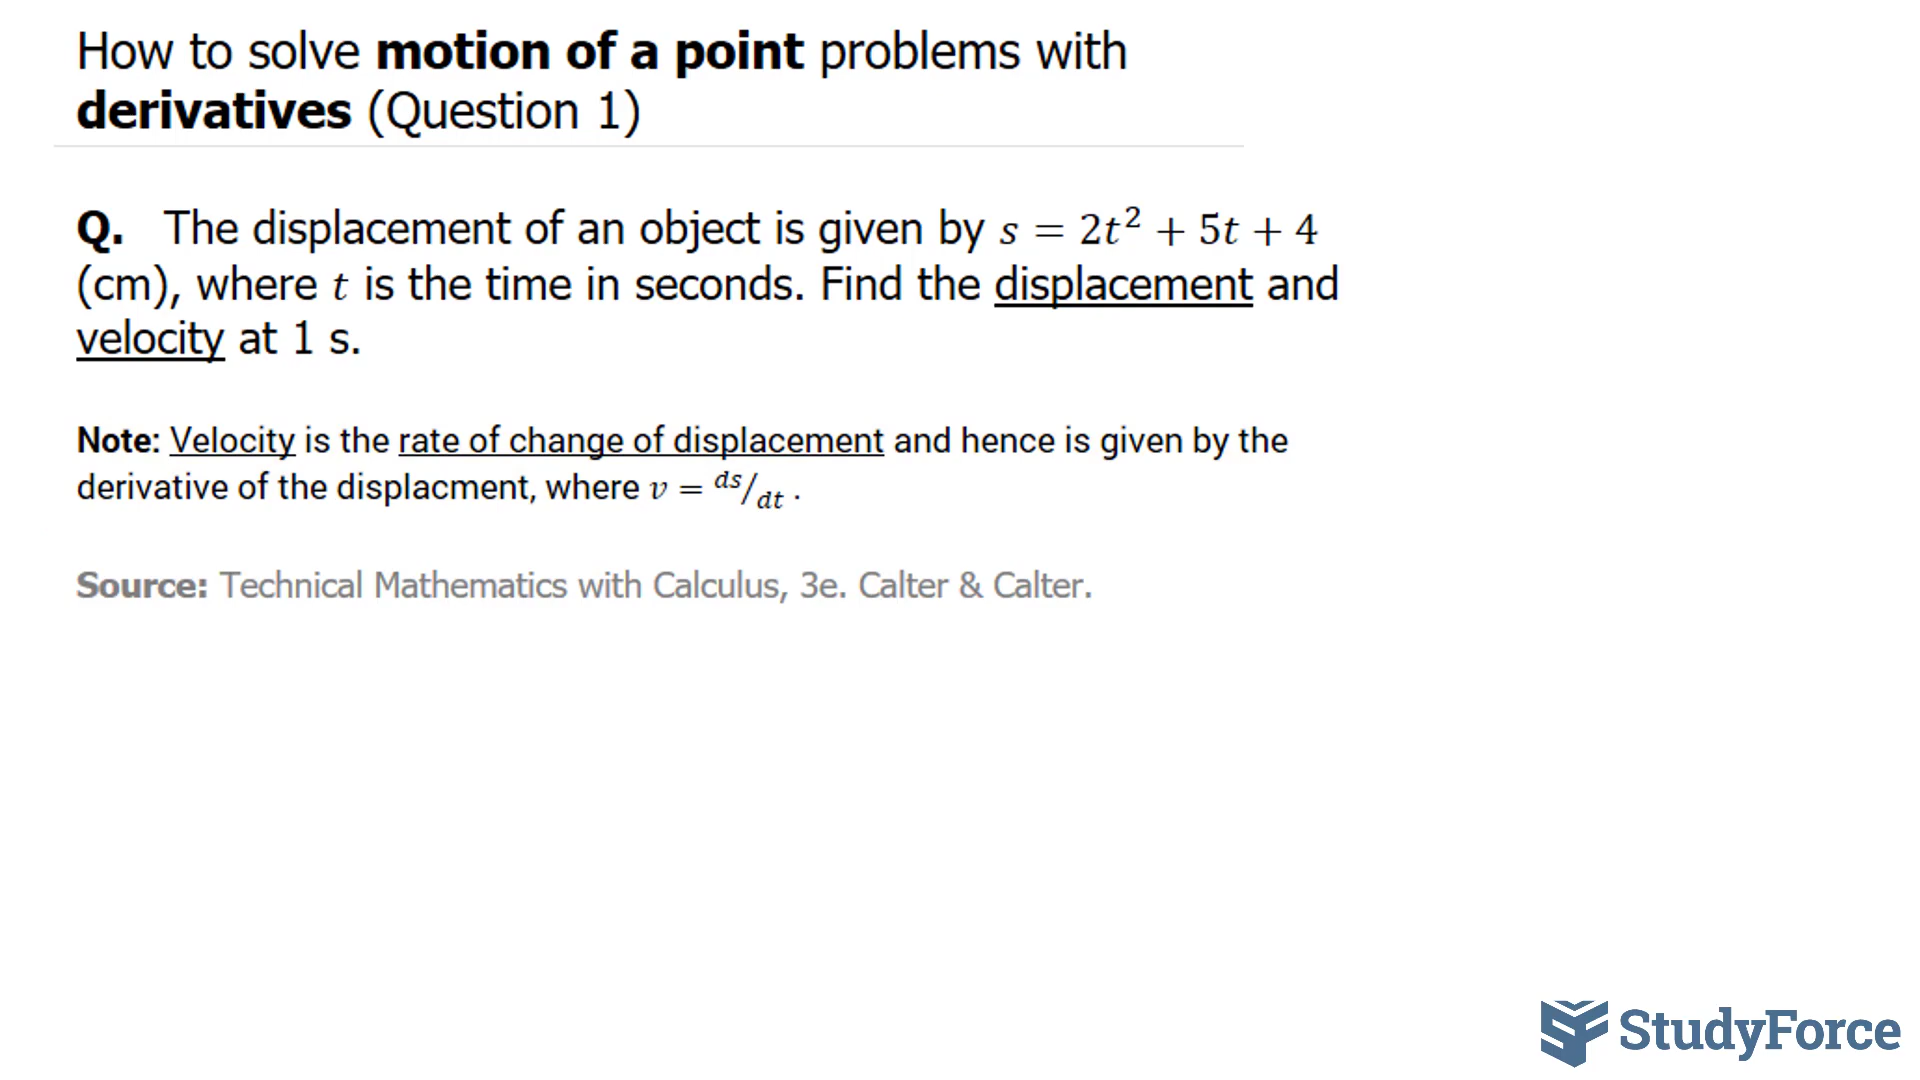 How to solve motion of a point problems with
derivatives (Question 1)
Q. The displacement of an object is given by s = 2t² + 5t + 4
(cm), where t is the time in seconds. Find the displacement and
velocity at 1 s.
Note: Velocity is the rate of change of displacement and hence is given by the
derivative of the displacment, where v = ds/dt .
Source: Technical Mathematics with Calculus, 3e. Calter & Calter.
StudyForce